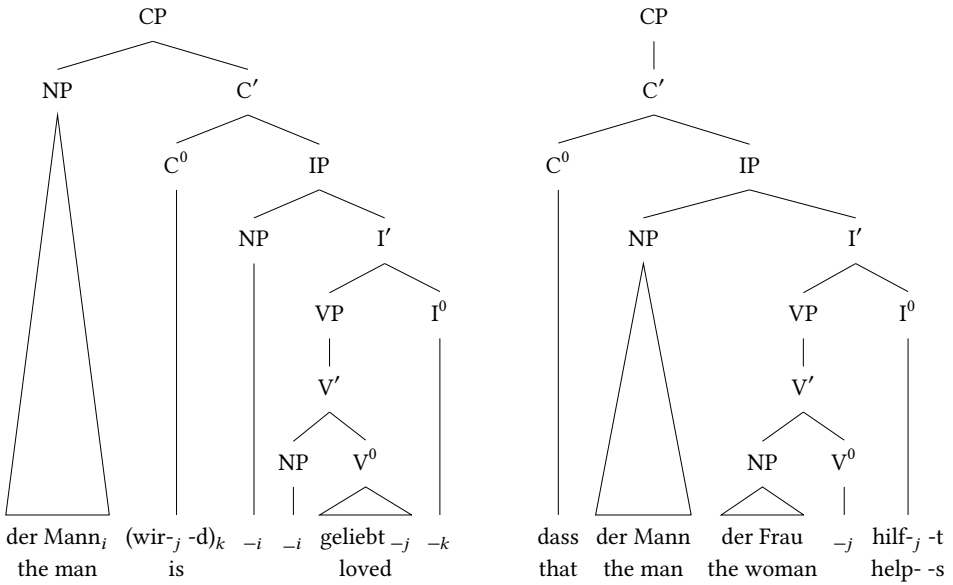 CP CP
NP C′ C′
C⁰ IP C⁰ IP
NP I′ NP I′
VP I⁰ VP I⁰
V′ V′
NP V⁰ NP V⁰
der Mannᵢ (wir-ⱼ -d)ₖ _ᵢ _ᵢ geliebt _ⱼ _ₖ dass der Mann der Frau _ⱼ hilf-ⱼ -t
the man is loved that the man the woman help- -s